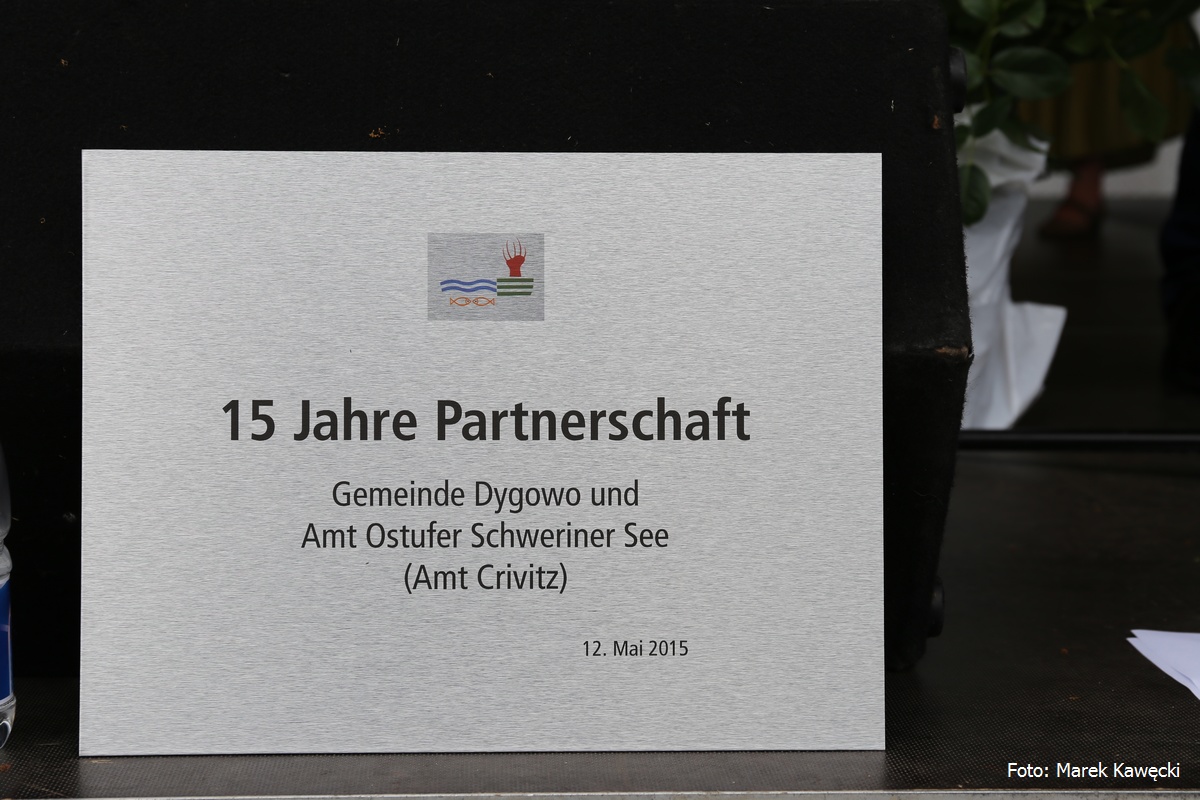 15 Jahre Partnerschaft
Gemeinde Dygowo und
Amt Ostufer Schweriner See
(Amt Crivitz)
12. Mai 2015
Foto: Marek Kawęcki